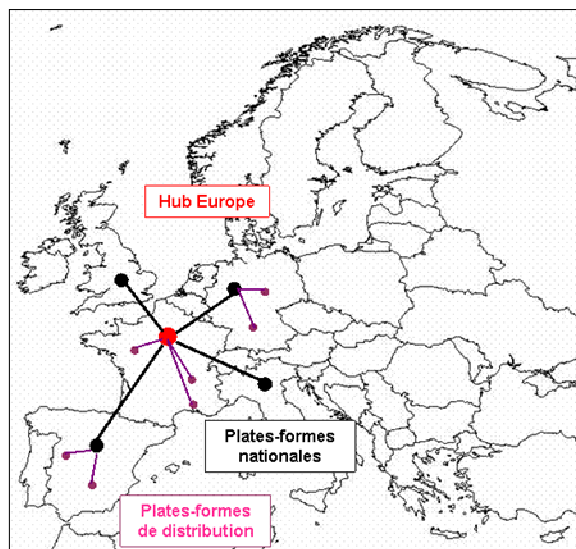 Hub Europe
Plates-formes
nationales
Plates-formes
de distribution